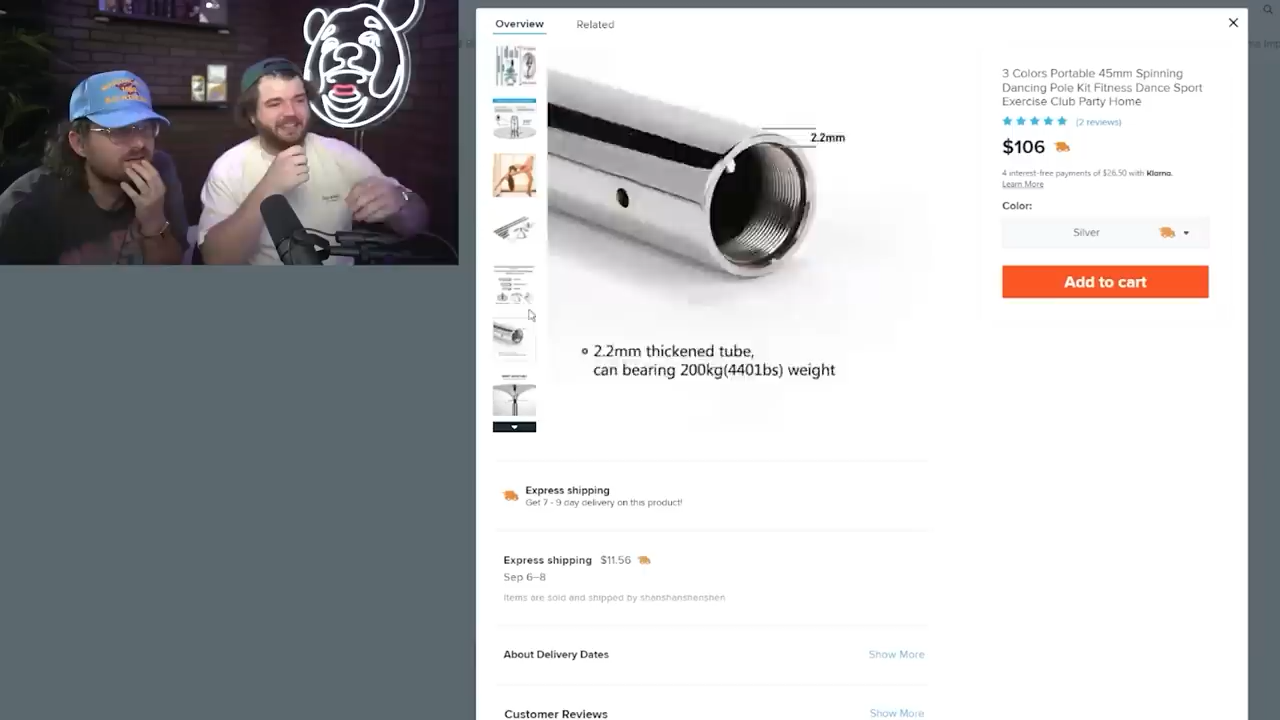 Overview
Related
2.2mm
2.2mm thickened tube,
can bearing 200kg(4401bs) weight
3 Colors Portable 45mm Spinning
Dancing Pole Kit Fitness Dance Sport
Exercise Club Party Home
(2 reviews)
$106
4 interest-free payments of $26.50 with Klarna.
Learn More
Color:
Silver
Add to cart
Express shipping
Get 7 - 9 day delivery on this product!
Express shipping $11.56
Sep 6–8
Items are sold and shipped by shanshanshenshen
About Delivery Dates
Show More
Customer Reviews
Show More